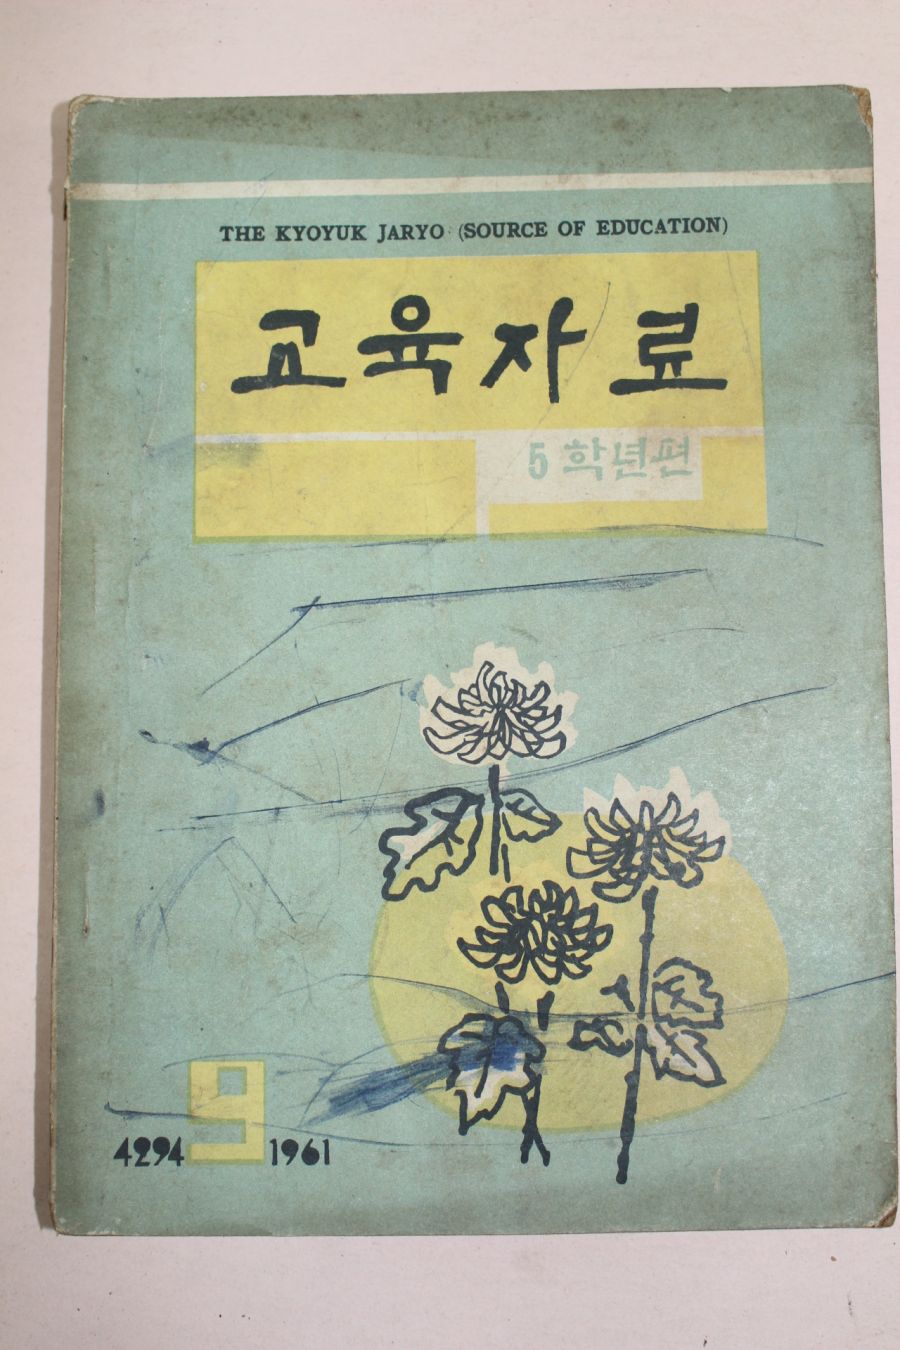 THE KYOYUK JARYO (SOURCE OF EDUCATION)
교육자료
5학년편
4294 9 1961